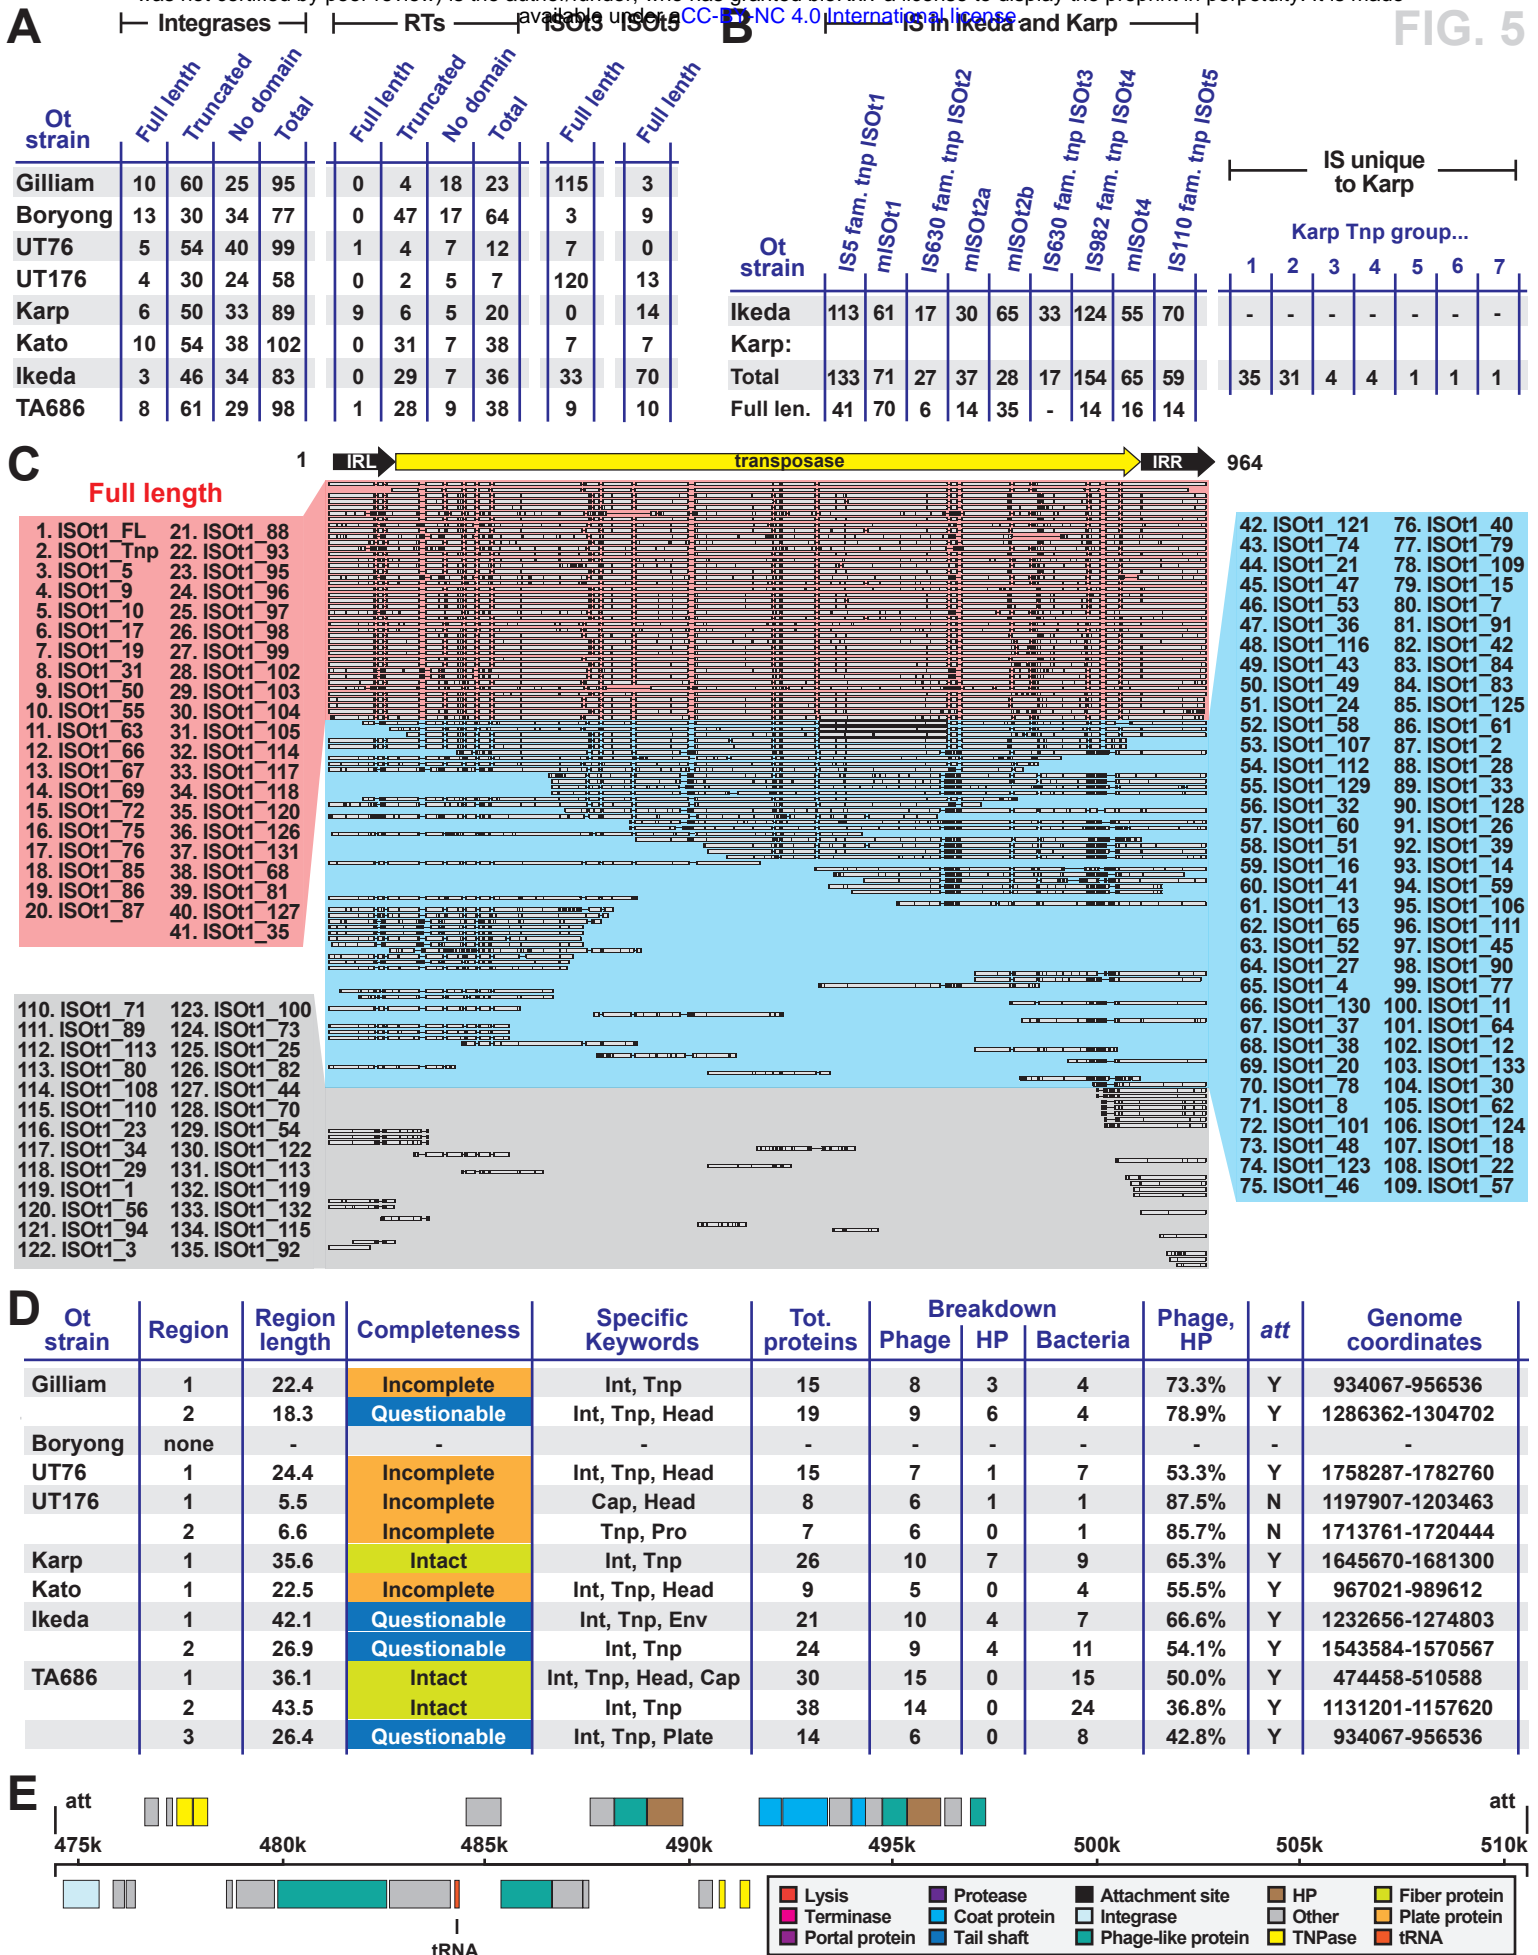 was not certified by peer review) is the author/funder, who has granted bioRxiv a license to display the preprint in perpetuity. It is made
available under aCC-BY-NC 4.0 International license.
FIG. 5
A
Integrases RTs ISOt3 ISOt5
Ot strain Full lenth Truncated No domain Total Full lenth Truncated No domain Total Full lenth Full lenth
Gilliam 10 60 25 95 0 4 18 23 115 3
Boryong 13 30 34 77 0 47 17 64 3 9
UT76 5 54 40 99 1 4 7 12 7 0
UT176 4 30 24 58 0 2 5 7 120 13
Karp 6 50 33 89 9 6 5 20 0 14
Kato 10 54 38 102 0 31 7 38 7 7
Ikeda 3 46 34 83 0 29 7 36 33 70
TA686 8 61 29 98 1 28 9 38 9 10
B
IS in Ikeda and Karp
IS unique
to Karp
Karp Tnp group...
Ot strain IS5 fam. tnp ISOt1 mISOt1 IS630 fam. tnp ISOt2 mISOt2a mISOt2b IS630 fam. tnp ISOt3 IS982 fam. tnp ISOt4 mISOt4 IS110 fam. tnp ISOt5 1 2 3 4 5 6 7
Ikeda 113 61 17 30 65 33 124 55 70 - - - - - - -
Karp:
Total 133 71 27 37 28 17 154 65 59 35 31 4 4 1 1 1
Full len. 41 70 6 14 35 - 14 16 14
C
1 IRL transposase IRR 964
Full length
1. ISOt1_FL 21. ISOt1_88
2. ISOt1_Tnp 22. ISOt1_93
3. ISOt1_5 23. ISOt1_95
4. ISOt1_9 24. ISOt1_96
5. ISOt1_10 25. ISOt1_97
6. ISOt1_17 26. ISOt1_98
7. ISOt1_19 27. ISOt1_99
8. ISOt1_31 28. ISOt1_102
9. ISOt1_50 29. ISOt1_103
10. ISOt1_55 30. ISOt1_104
11. ISOt1_63 31. ISOt1_105
12. ISOt1_66 32. ISOt1_114
13. ISOt1_67 33. ISOt1_117
14. ISOt1_69 34. ISOt1_118
15. ISOt1_72 35. ISOt1_120
16. ISOt1_75 36. ISOt1_126
17. ISOt1_76 37. ISOt1_131
18. ISOt1_85 38. ISOt1_68
19. ISOt1_86 39. ISOt1_81
20. ISOt1_87 40. ISOt1_127
41. ISOt1_35
42. ISOt1_121 76. ISOt1_40
43. ISOt1_74 77. ISOt1_79
44. ISOt1_21 78. ISOt1_109
45. ISOt1_47 79. ISOt1_15
46. ISOt1_53 80. ISOt1_7
47. ISOt1_36 81. ISOt1_91
48. ISOt1_116 82. ISOt1_42
49. ISOt1_43 83. ISOt1_84
50. ISOt1_49 84. ISOt1_83
51. ISOt1_24 85. ISOt1_125
52. ISOt1_58 86. ISOt1_61
53. ISOt1_107 87. ISOt1_2
54. ISOt1_112 88. ISOt1_28
55. ISOt1_129 89. ISOt1_33
56. ISOt1_32 90. ISOt1_128
57. ISOt1_60 91. ISOt1_26
58. ISOt1_51 92. ISOt1_39
59. ISOt1_16 93. ISOt1_14
60. ISOt1_41 94. ISOt1_59
61. ISOt1_13 95. ISOt1_106
62. ISOt1_65 96. ISOt1_111
63. ISOt1_52 97. ISOt1_45
64. ISOt1_27 98. ISOt1_90
65. ISOt1_4 99. ISOt1_77
66. ISOt1_130 100. ISOt1_11
67. ISOt1_37 101. ISOt1_64
68. ISOt1_38 102. ISOt1_12
69. ISOt1_20 103. ISOt1_133
70. ISOt1_78 104. ISOt1_30
71. ISOt1_8 105. ISOt1_62
72. ISOt1_101 106. ISOt1_124
73. ISOt1_48 107. ISOt1_18
74. ISOt1_123 108. ISOt1_22
75. ISOt1_46 109. ISOt1_57
110. ISOt1_71 123. ISOt1_100
111. ISOt1_89 124. ISOt1_73
112. ISOt1_113 125. ISOt1_25
113. ISOt1_80 126. ISOt1_82
114. ISOt1_108 127. ISOt1_44
115. ISOt1_110 128. ISOt1_70
116. ISOt1_23 129. ISOt1_54
117. ISOt1_34 130. ISOt1_122
118. ISOt1_29 131. ISOt1_113
119. ISOt1_1 132. ISOt1_119
120. ISOt1_56 133. ISOt1_132
121. ISOt1_94 134. ISOt1_115
122. ISOt1_3 135. ISOt1_92
D
Ot strain Region Region length Completeness Specific Keywords Tot. proteins Breakdown Phage HP Bacteria Phage, HP att Genome coordinates
Gilliam 1 22.4 Incomplete Int, Tnp 15 8 3 4 73.3% Y 934067-956536
2 18.3 Questionable Int, Tnp, Head 19 9 6 4 78.9% Y 1286362-1304702
Boryong none - - - - - - - - - -
UT76 1 24.4 Incomplete Int, Tnp, Head 15 7 1 7 53.3% Y 1758287-1782760
UT176 1 5.5 Incomplete Cap, Head 8 6 1 1 87.5% N 1197907-1203463
2 6.6 Incomplete Tnp, Pro 7 6 0 1 85.7% N 1713761-1720444
Karp 1 35.6 Intact Int, Tnp 26 10 7 9 65.3% Y 1645670-1681300
Kato 1 22.5 Incomplete Int, Tnp, Head 9 5 0 4 55.5% Y 967021-989612
Ikeda 1 42.1 Questionable Int, Tnp, Env 21 10 4 7 66.6% Y 1232656-1274803
2 26.9 Questionable Int, Tnp 24 9 4 11 54.1% Y 1543584-1570567
TA686 1 36.1 Intact Int, Tnp, Head, Cap 30 15 0 15 50.0% Y 474458-510588
2 43.5 Intact Int, Tnp 38 14 0 24 36.8% Y 1131201-1157620
3 26.4 Questionable Int, Tnp, Plate 14 6 0 8 42.8% Y 934067-956536
E
att att
475k 480k 485k 490k 495k 500k 505k 510k
tRNA
Lysis Protease Attachment site HP Fiber protein
Terminase Coat protein Integrase Other Plate protein
Portal protein Tail shaft Phage-like protein TNPase tRNA